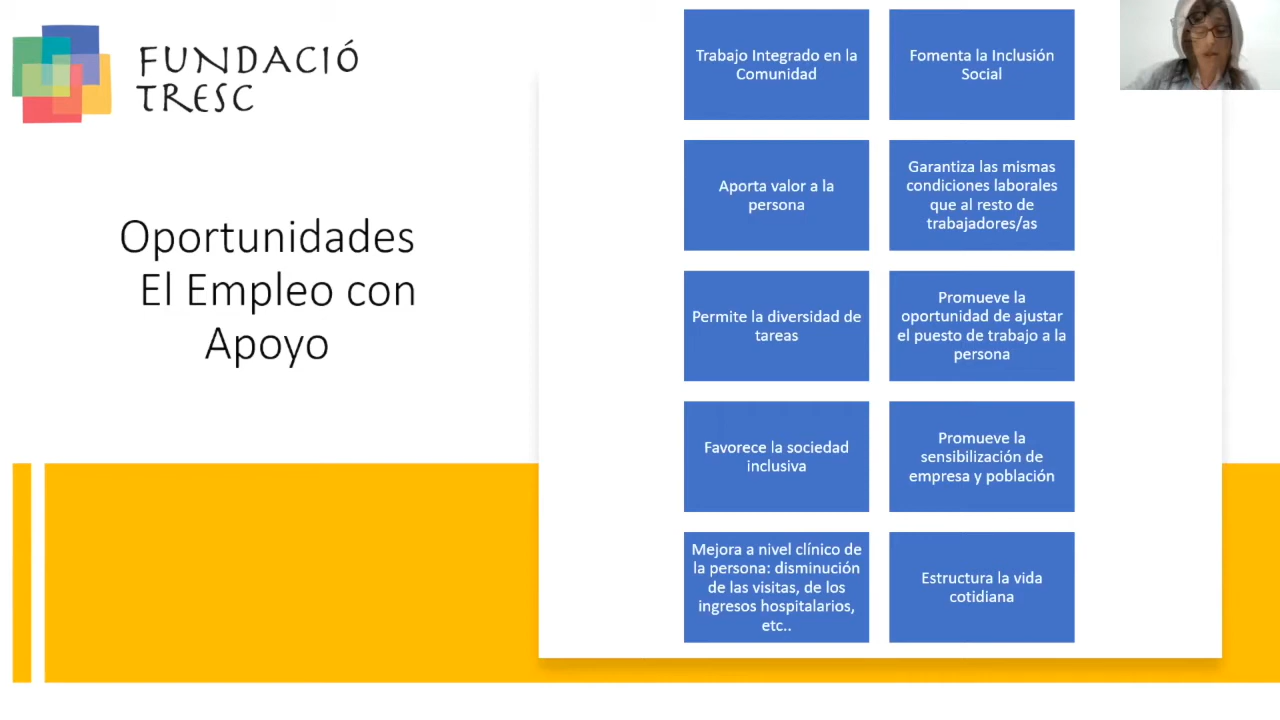 FUNDACIÓ
TRESC
Oportunidades
El Empleo con
Apoyo
Trabajo Integrado en la
Comunidad
Fomenta la Inclusión
Social
Aporta valor a la
persona
Garantiza las mismas
condiciones laborales
que al resto de
trabajadores/as
Permite la diversidad de
tareas
Promueve la
oportunidad de ajustar
el puesto de trabajo a la
persona
Favorece la sociedad
inclusiva
Promueve la
sensibilización de
empresa y población
Mejora a nivel clínico de
la persona: disminución
de las visitas, de los
ingresos hospitalarios,
etc..
Estructura la vida
cotidiana